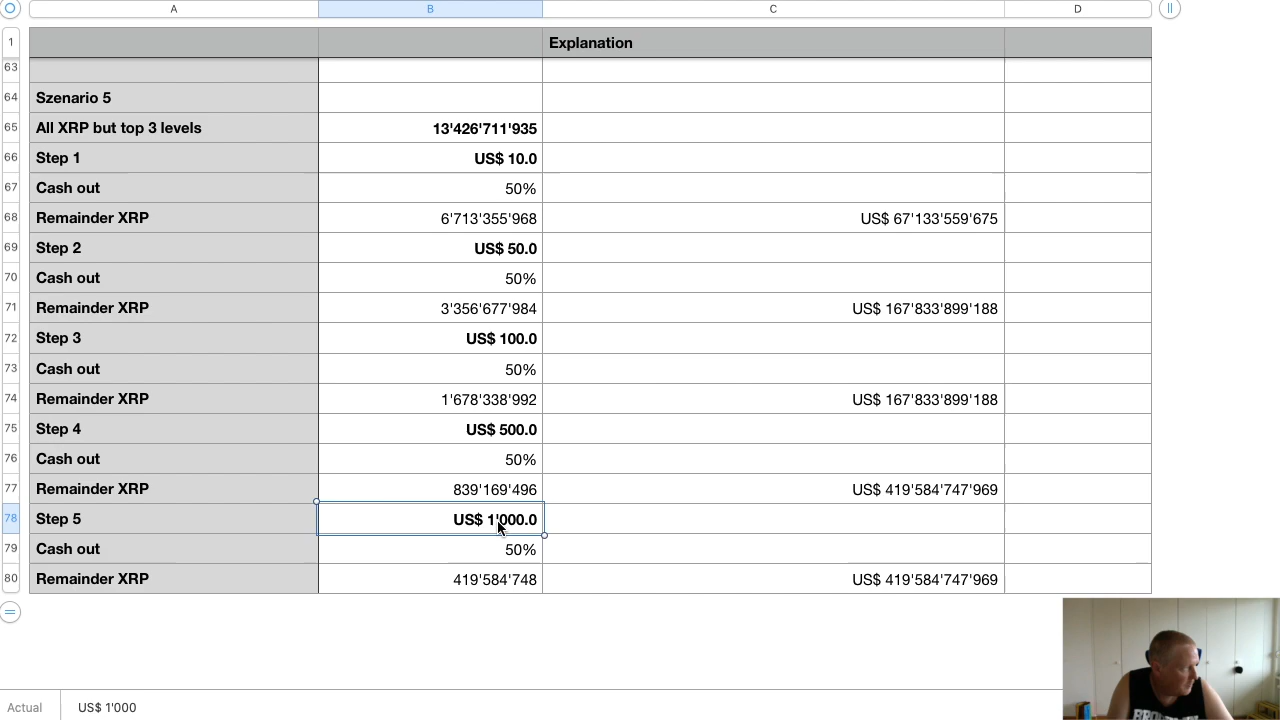 A B C D
1 Explanation
63
64 Szenario 5
65 All XRP but top 3 levels 13'426'711'935
66 Step 1 US$ 10.0
67 Cash out 50%
68 Remainder XRP 6'713'355'968 US$ 67'133'559'675
69 Step 2 US$ 50.0
70 Cash out 50%
71 Remainder XRP 3'356'677'984 US$ 167'833'899'188
72 Step 3 US$ 100.0
73 Cash out 50%
74 Remainder XRP 1'678'338'992 US$ 167'833'899'188
75 Step 4 US$ 500.0
76 Cash out 50%
77 Remainder XRP 839'169'496 US$ 419'584'747'969
78 Step 5 US$ 1'000.0
79 Cash out 50%
80 Remainder XRP 419'584'748 US$ 419'584'747'969
Actual US$ 1'000